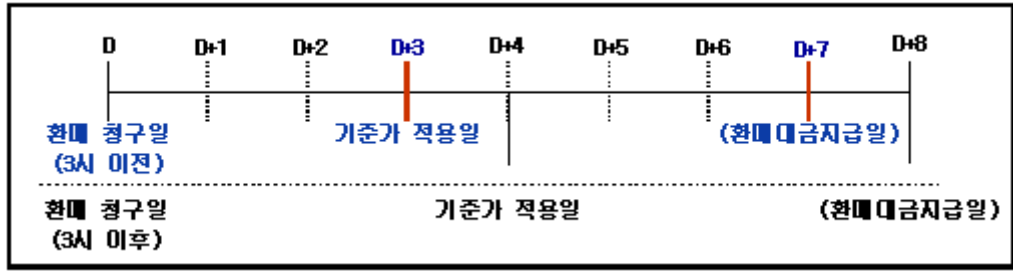 D D+1 D+2 D+3 D+4 D+5 D+6 D+7 D+8
환매 청구일 기준가 적용일 (환매대금지급일)
(3시 이전)
환매 청구일 기준가 적용일 (환매대금지급일)
(3시 이후)